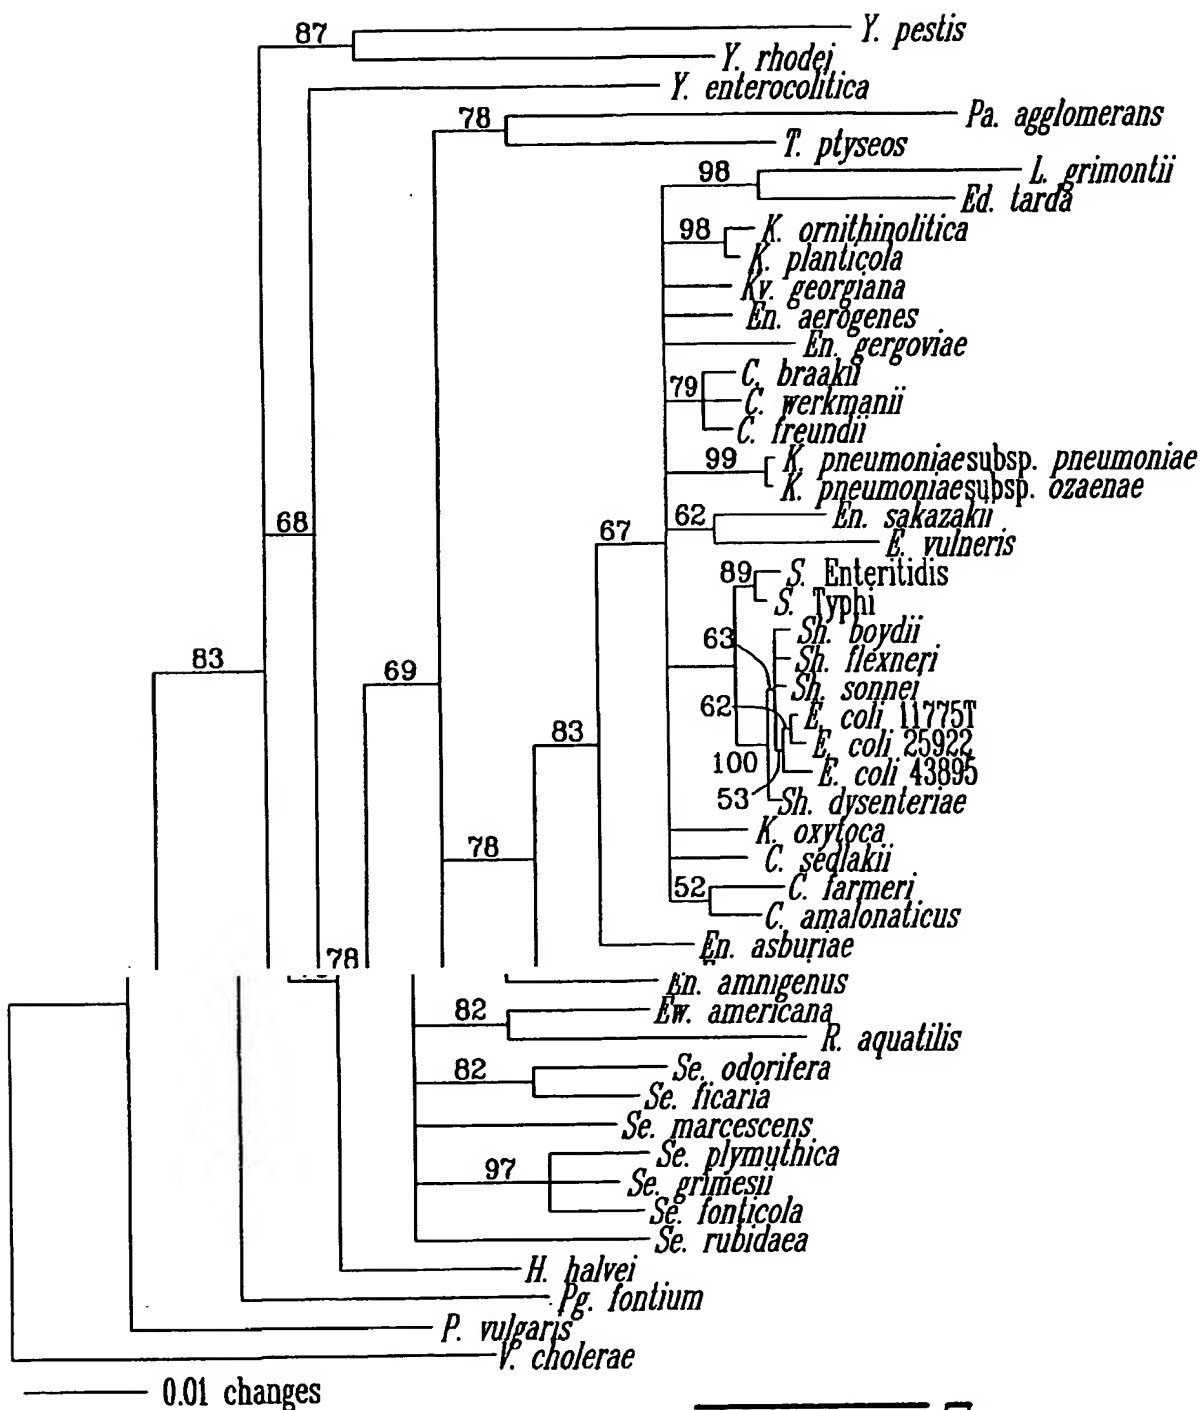 87
Y. pestis
Y. rhodei
Y. enterocolitica
78
Pa. agglomerans
T. ptyseos
98
L. grimontii
Ed. tarda
98
K. ornithinolitica
K. planticola
Kv. georgiana
En. aerogenes
En. gergoviae
79
C. braakii
C. werkmanii
C. freundii
99
K. pneumoniae subsp. pneumoniae
K. pneumoniae subsp. ozaenae
68
67
62
En. sakazakii
E. vulneris
89
S. Enteritidis
S. Typhi
63
Sh. boydii
83
69
Sh. flexneri
Sh. sonnei
62
E. coli 11775T
83
E. coli 25922
100
E. coli 43895
53
Sh. dysenteriae
K. oxytoca
78
C. sedlakii
52
C. farmeri
C. amalonaticus
En. asburiae
78
En. amnigenus
82
Ew. americana
R. aquatilis
82
Se. odorifera
Se. ficaria
Se. marcescens
97
Se. plymuthica
Se. grimesii
Se. fonticola
Se. rubidaea
H. halvei
Pg. fontium
P. vulgaris
V. cholerae
0.01 changes